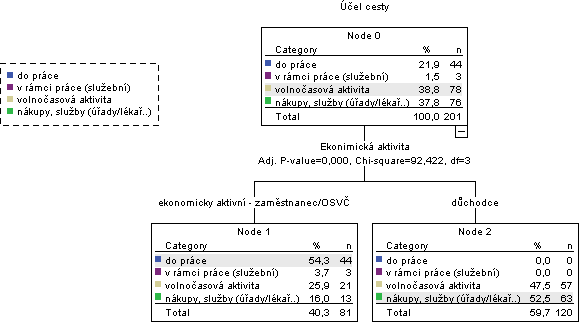 Účel cesty
Node 0
Category % n
do práce 21,9 44
v rámci práce (služební) 1,5 3
volnočasová aktivita 38,8 78
nákupy, služby (úřady/lékař..) 37,8 76
Total 100,0 201
do práce
v rámci práce (služební)
volnočasová aktivita
nákupy, služby (úřady/lékař..)
Ekonimická aktivita
Adj. P-value=0,000, Chi-square=92,422, df=3
ekonomicky aktivní - zaměstnanec/OSVČ
důchodce
Node 1
Category % n
do práce 54,3 44
v rámci práce (služební) 3,7 3
volnočasová aktivita 25,9 21
nákupy, služby (úřady/lékař..) 16,0 13
Total 40,3 81
Node 2
Category % n
do práce 0,0 0
v rámci práce (služební) 0,0 0
volnočasová aktivita 47,5 57
nákupy, služby (úřady/lékař..) 52,5 63
Total 59,7 120